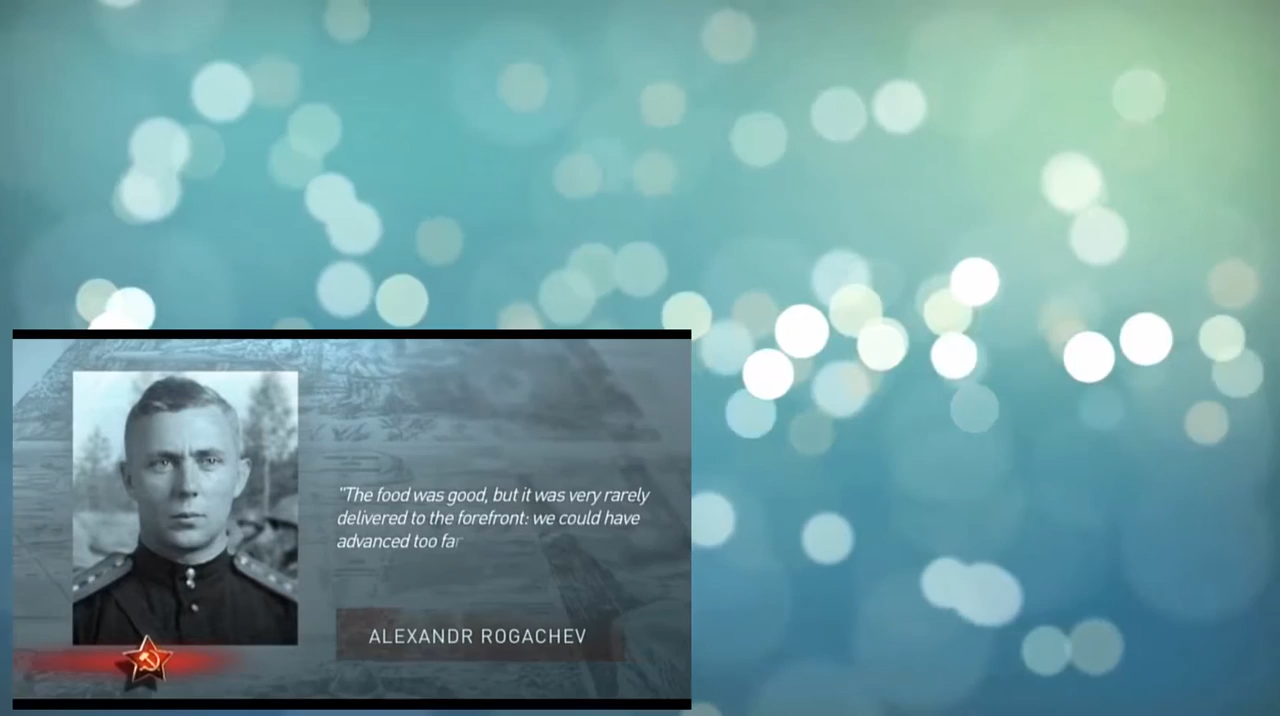 "The food was good, but it was very rarely
delivered to the forefront: we could have
advanced too far
ALEXANDR ROGACHEV